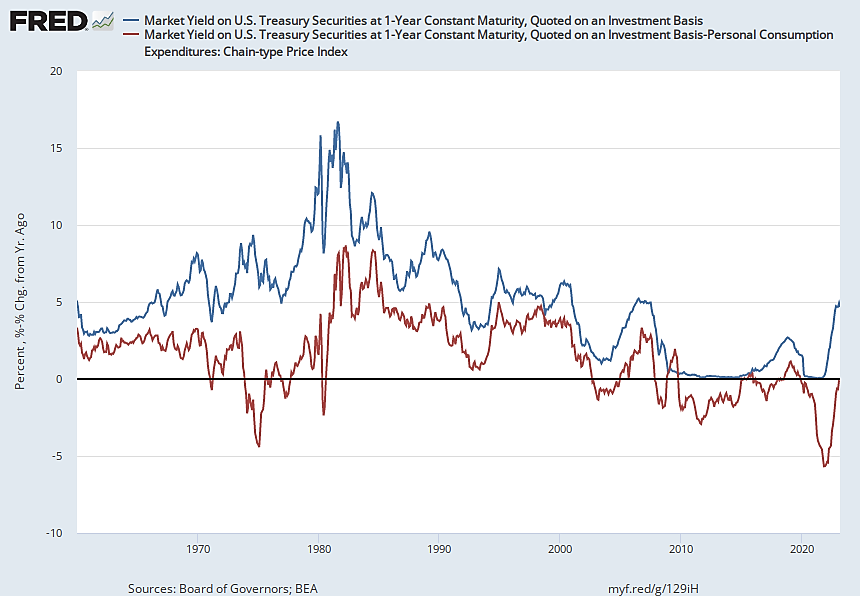 FRED
Market Yield on U.S. Treasury Securities at 1-Year Constant Maturity, Quoted on an Investment Basis
Market Yield on U.S. Treasury Securities at 1-Year Constant Maturity, Quoted on an Investment Basis-Personal Consumption
Expenditures: Chain-type Price Index
Percent , %-% Chg. from Yr. Ago
20
15
10
5
0
-5
-10
1970
1980
1990
2000
2010
2020
Sources: Board of Governors; BEA
myf.red/g/129iH